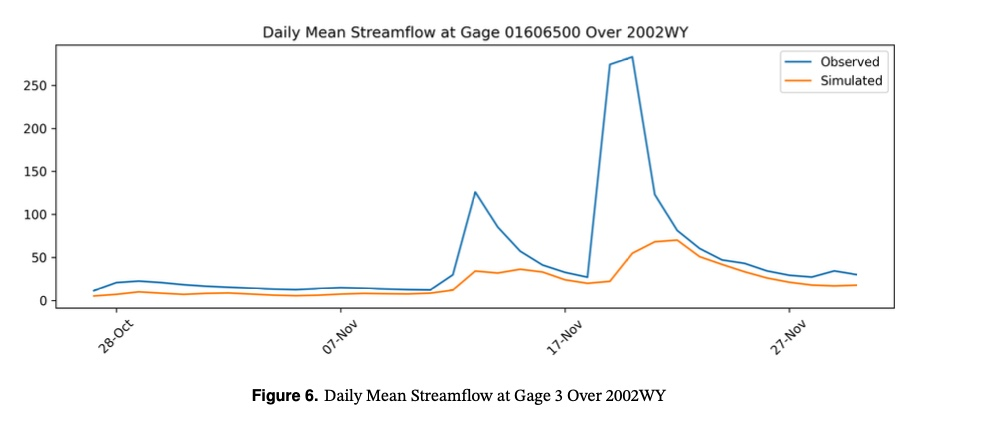 Daily Mean Streamflow at Gage 01606500 Over 2002WY
Observed
Simulated
250
200
150
100
50
0
28-Oct
07-Nov
17-Nov
27-Nov
Figure 6. Daily Mean Streamflow at Gage 3 Over 2002WY